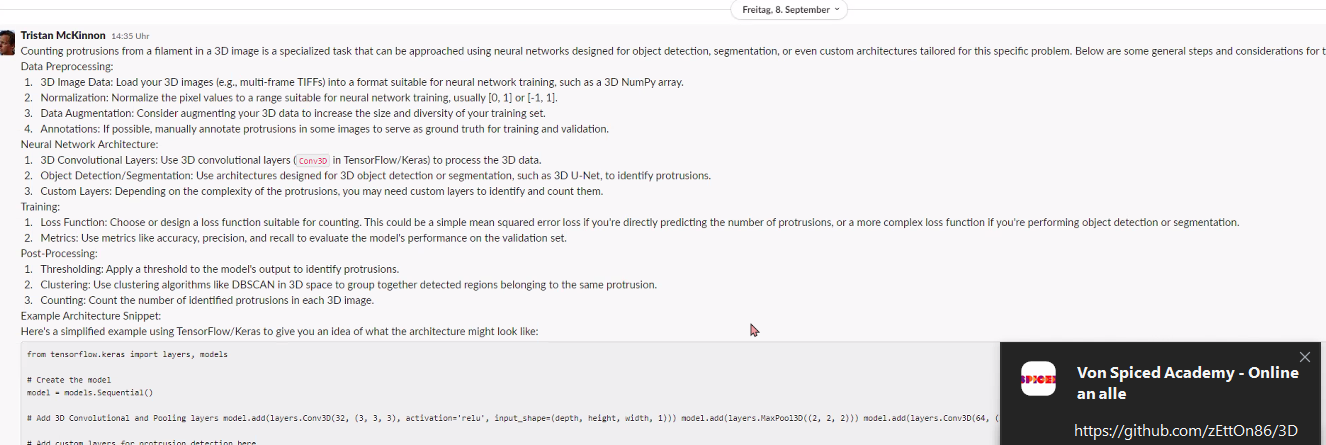 Freitag, 8. September
Tristan McKinnon 14:35 Uhr
Counting protrusions from a filament in a 3D image is a specialized task that can be approached using neural networks designed for object detection, segmentation, or even custom architectures tailored for this specific problem. Below are some general steps and considerations for t
Data Preprocessing:
1. 3D Image Data: Load your 3D images (e.g., multi-frame TIFFs) into a format suitable for neural network training, such as a 3D NumPy array.
2. Normalization: Normalize the pixel values to a range suitable for neural network training, usually [0, 1] or [-1, 1].
3. Data Augmentation: Consider augmenting your 3D data to increase the size and diversity of your training set.
4. Annotations: If possible, manually annotate protrusions in some images to serve as ground truth for training and validation.
Neural Network Architecture:
1. 3D Convolutional Layers: Use 3D convolutional layers (Conv3D in TensorFlow/Keras) to process the 3D data.
2. Object Detection/Segmentation: Use architectures designed for 3D object detection or segmentation, such as 3D U-Net, to identify protrusions.
3. Custom Layers: Depending on the complexity of the protrusions, you may need custom layers to identify and count them.
Training:
1. Loss Function: Choose or design a loss function suitable for counting. This could be a simple mean squared error loss if you're directly predicting the number of protrusions, or a more complex loss function if you're performing object detection or segmentation.
2. Metrics: Use metrics like accuracy, precision, and recall to evaluate the model's performance on the validation set.
Post-Processing:
1. Thresholding: Apply a threshold to the model's output to identify protrusions.
2. Clustering: Use clustering algorithms like DBSCAN in 3D space to group together detected regions belonging to the same protrusion.
3. Counting: Count the number of identified protrusions in each 3D image.
Example Architecture Snippet:
Here's a simplified example using TensorFlow/Keras to give you an idea of what the architecture might look like:
from tensorflow.keras import layers, models
# Create the model
model = models.Sequential()
# Add 3D Convolutional and Pooling layers model.add(layers.Conv3D(32, (3, 3, 3), activation='relu', input_shape=(depth, height, width, 1))) model.add(layers.MaxPool3D((2, 2, 2))) model.add(layers.Conv3D(64, (
# Add custom layers for protrusion detection here
SPICED
Von Spiced Academy - Online
an alle
https://github.com/zEttOn86/3D